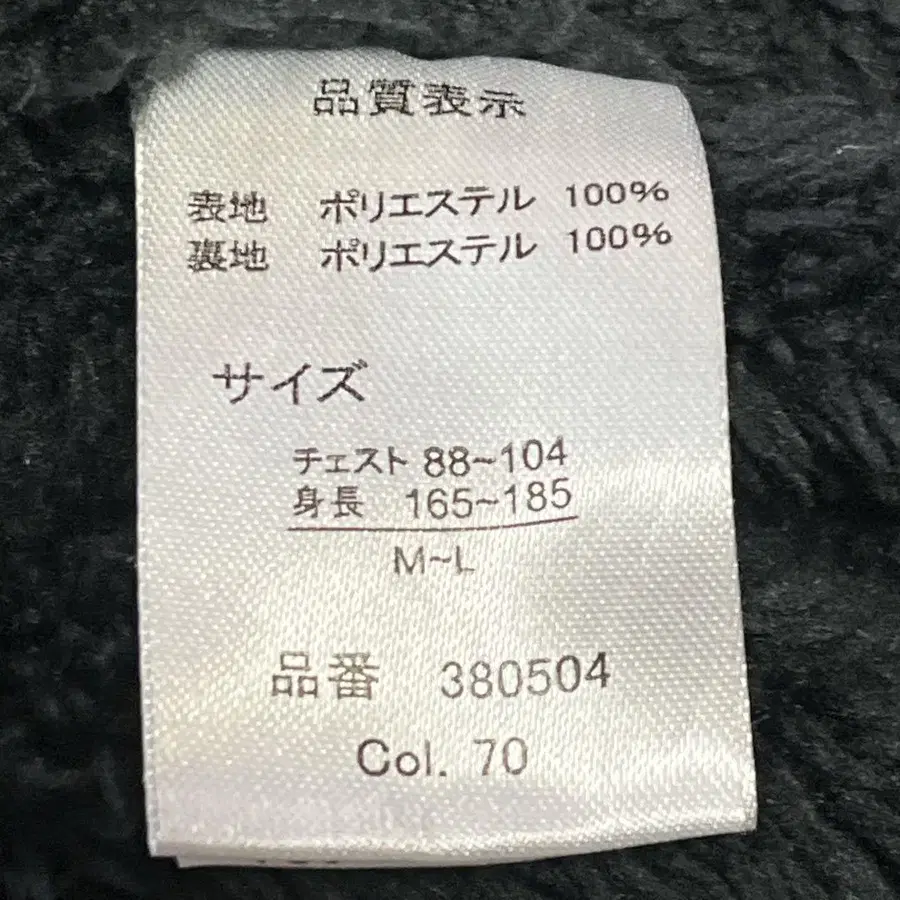 品質表示
表地 ポリエステル 100%
裏地 ポリエステル 100%
サイズ
チェスト 88~104
身長 165~185
M~L
品番 380504
Col. 70